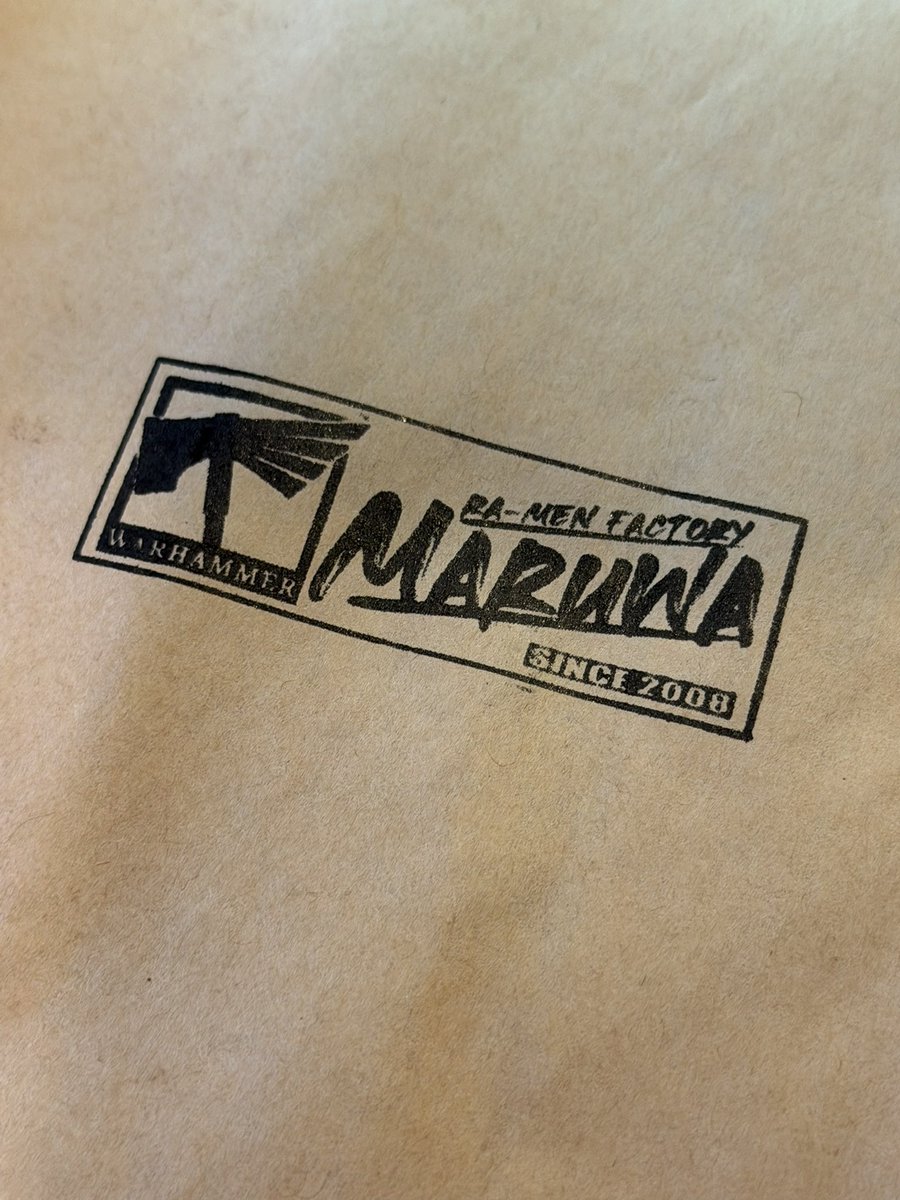 WARHAMMER
RA-MEN FACTORY
MARUWA
SINCE 2008